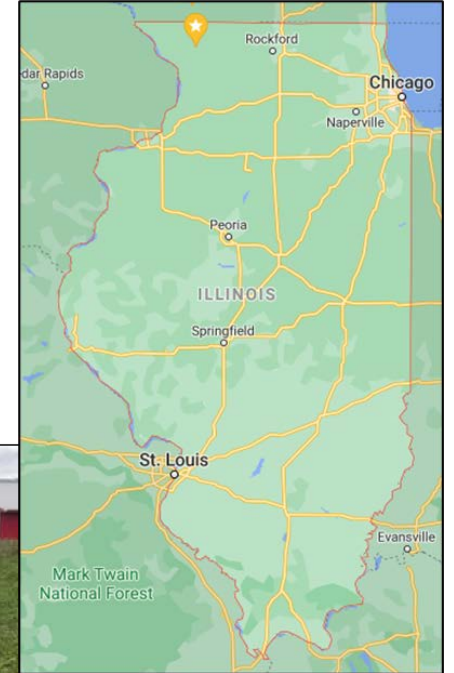 Rockford
dar Rapids
Chicago
Naperville
Peoria
ILLINOIS
Springfield
St. Louis
Evansville
Mark Twain
National Forest